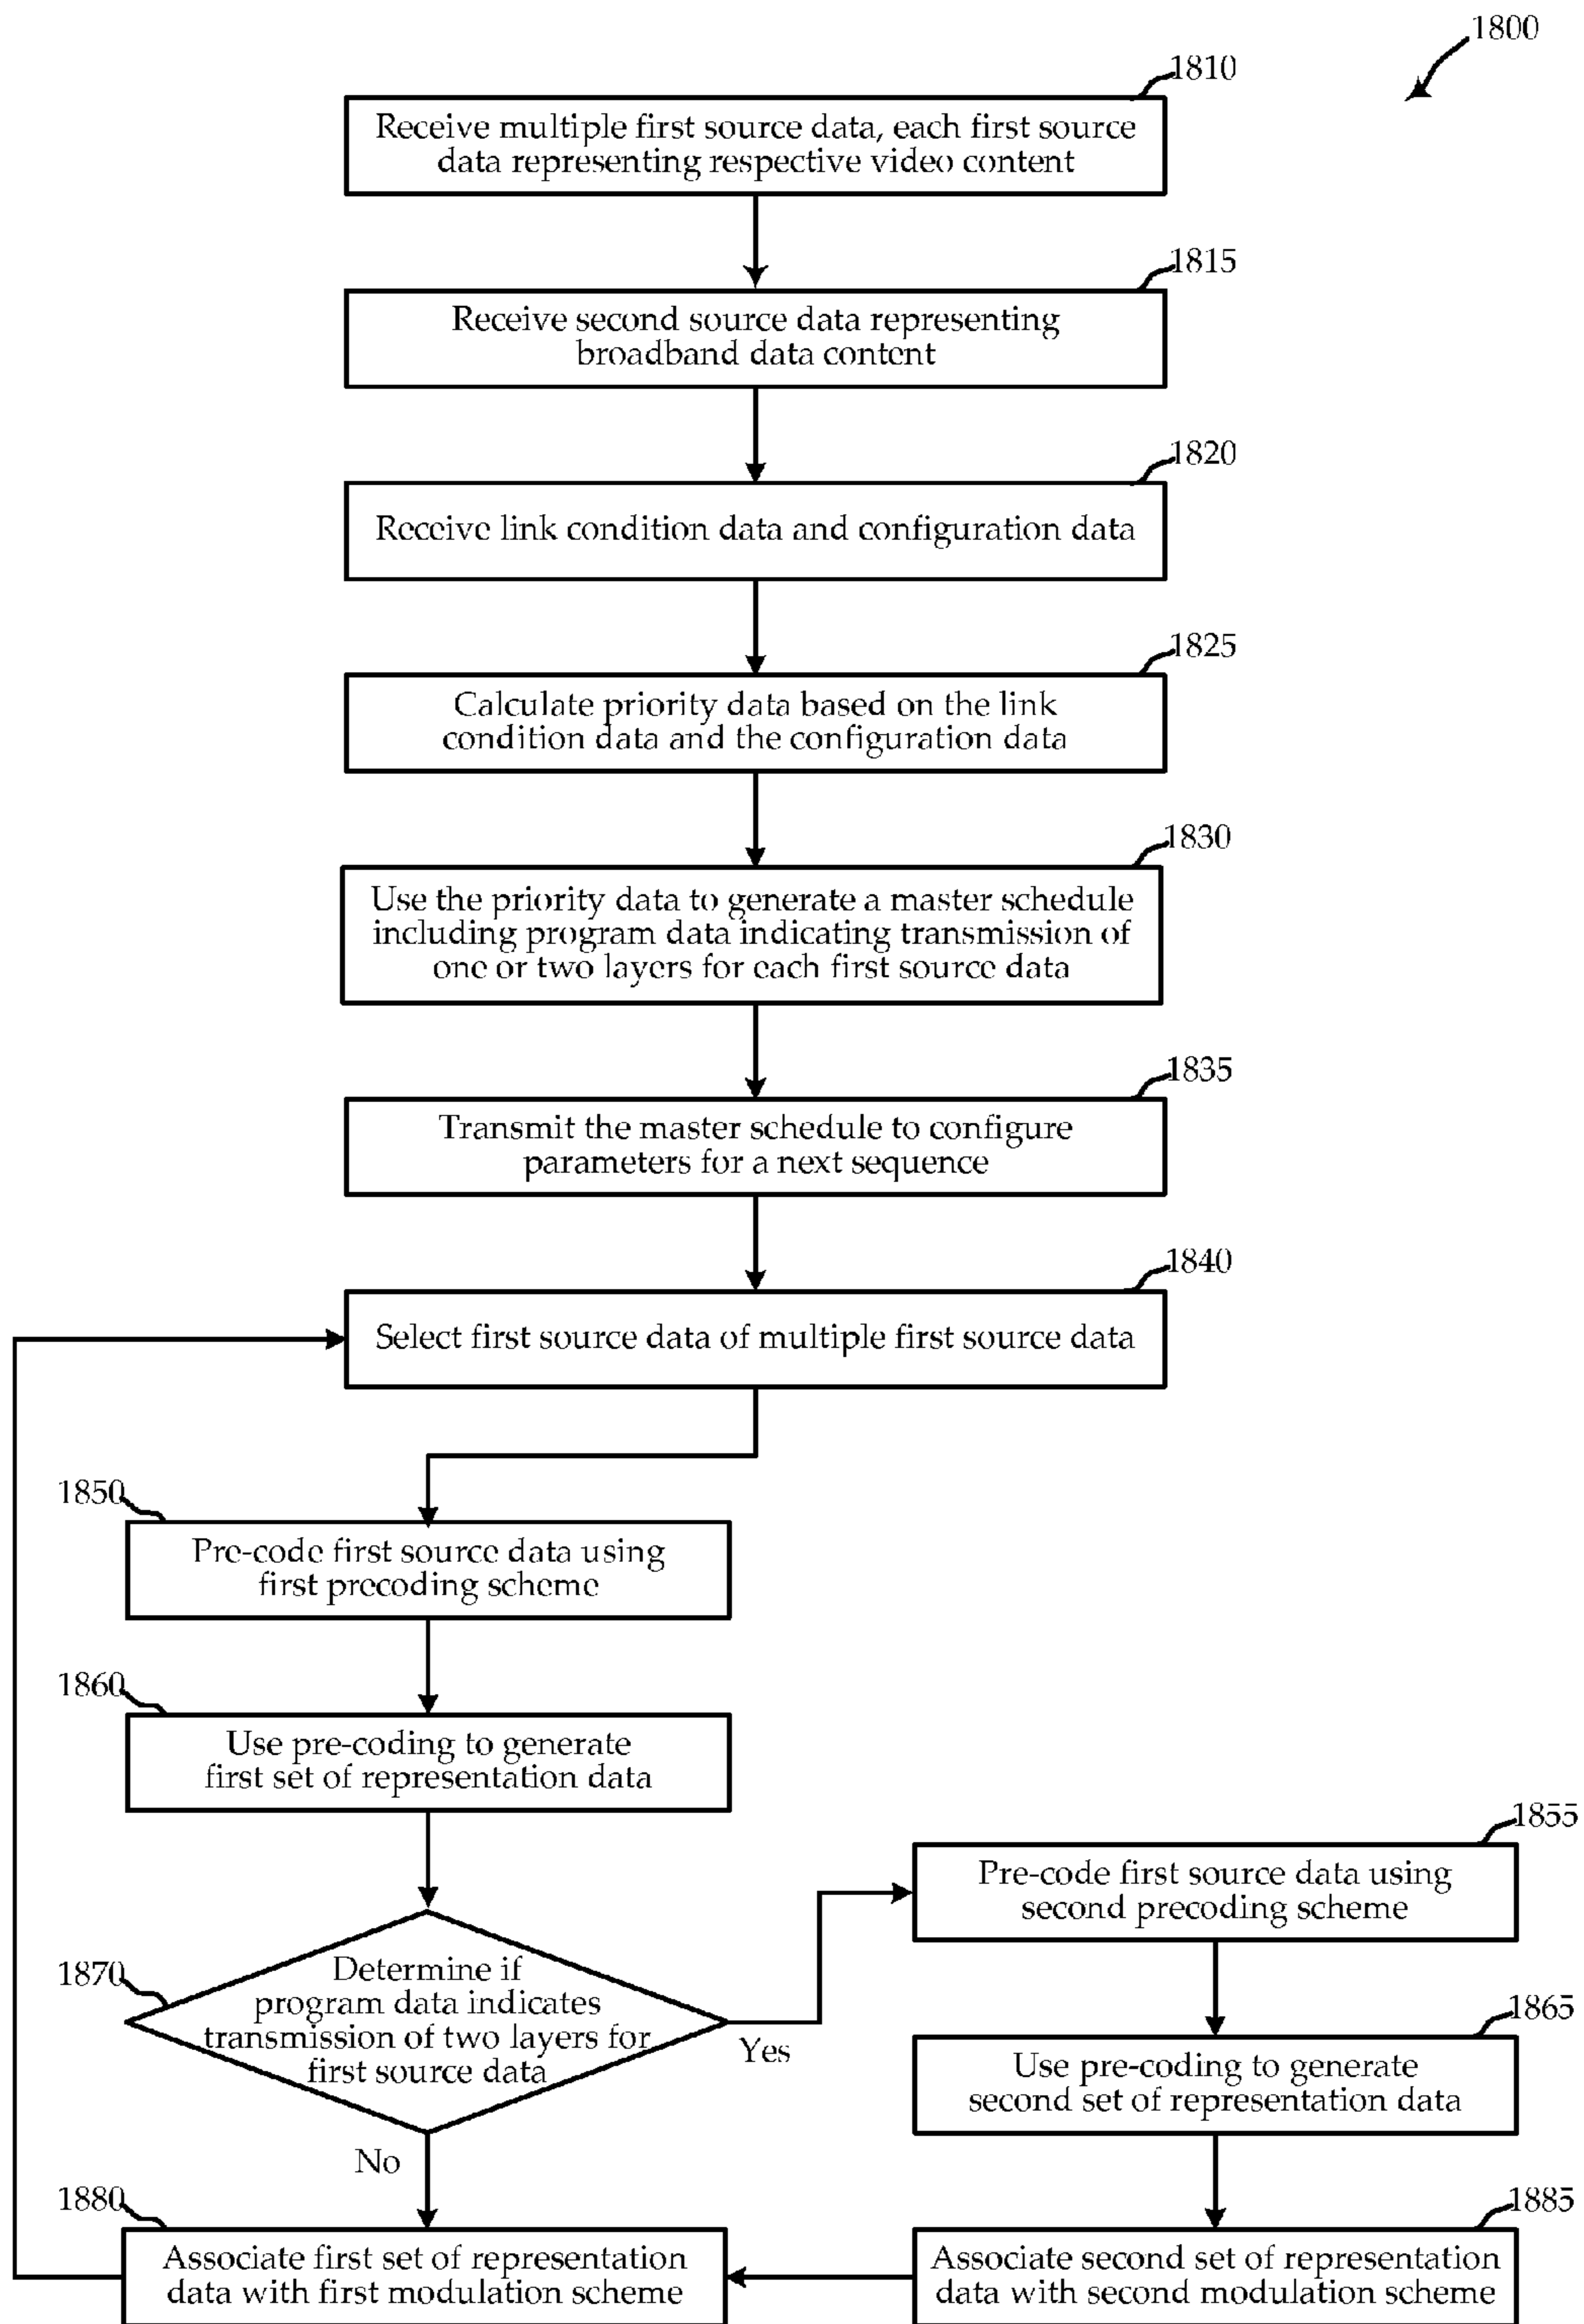 1800
1810
Receive multiple first source data, each first source
data representing respective video content
1815
Receive second source data representing
broadband data content
1820
Receive link condition data and configuration data
1825
Calculate priority data based on the link
condition data and the configuration data
1830
Use the priority data to generate a master schedule
including program data indicating transmission of
one or two layers for each first source data
1835
Transmit the master schedule to configure
parameters for a next sequence
1840
Select first source data of multiple first source data
1850
Pre-code first source data using
first precoding scheme
1860
Use pre-coding to generate
first set of representation data
1870
Determine if
program data indicates
transmission of two layers for
first source data
Yes
No
1855
Pre-code first source data using
second precoding scheme
1865
Use pre-coding to generate
second set of representation data
1880
Associate first set of representation
data with first modulation scheme
1885
Associate second set of representation
data with second modulation scheme